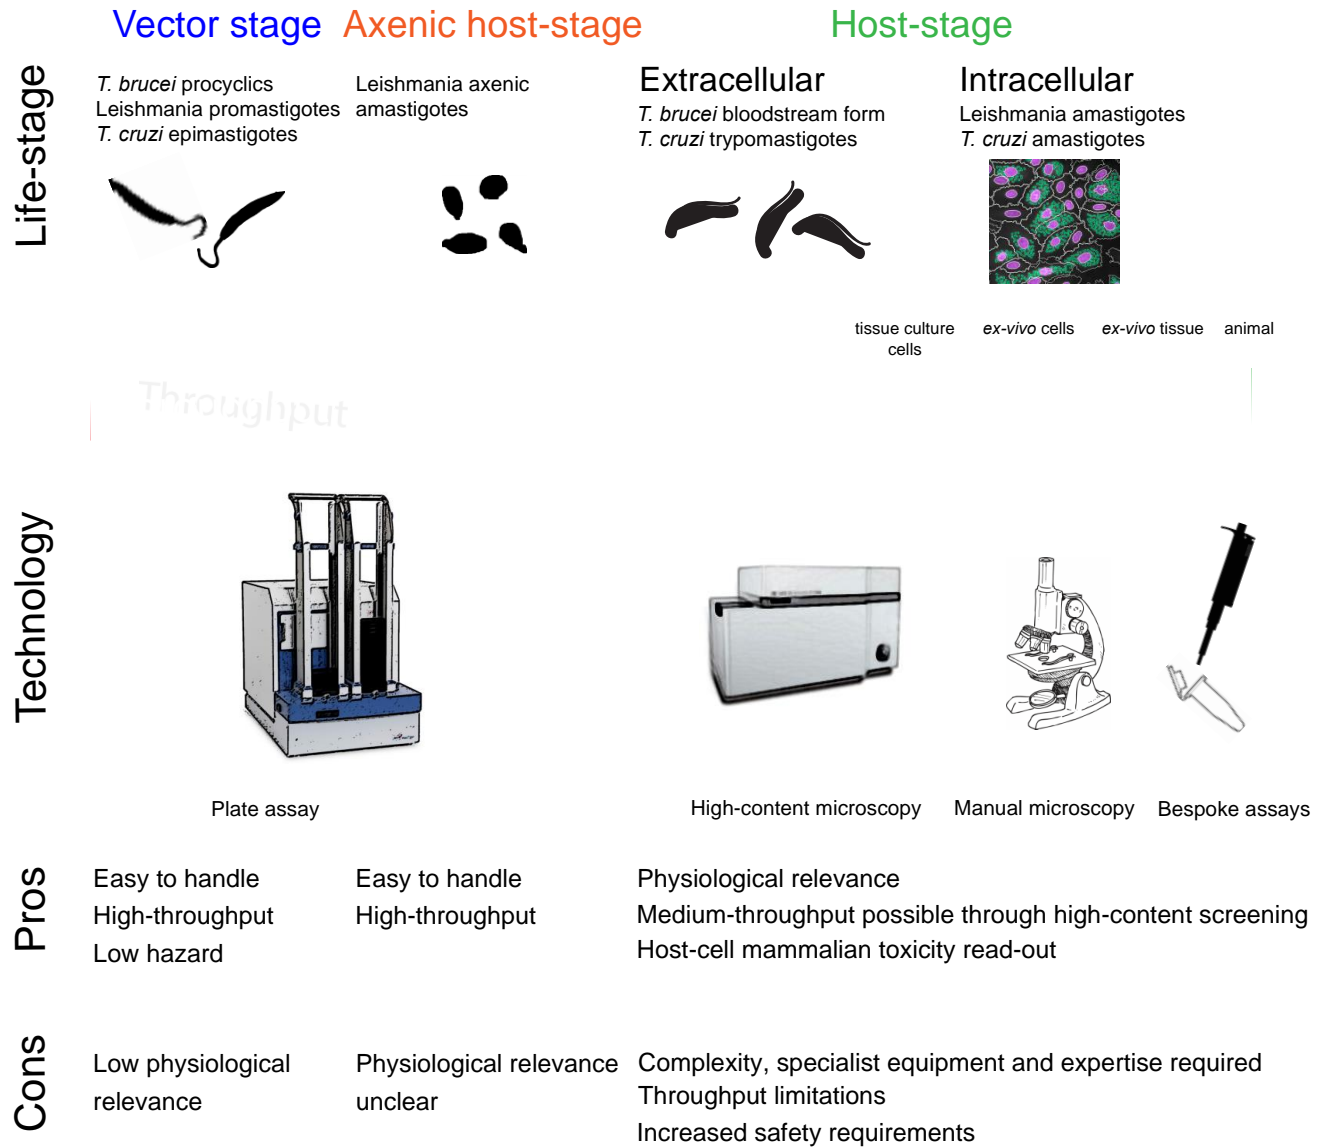 Vector stage
Axenic host-stage
Host-stage
Life-stage
T. brucei procyclics
Leishmania promastigotes
T. cruzi epimastigotes
Leishmania axenic
amastigotes
Extracellular
T. brucei bloodstream form
T. cruzi trypomastigotes
Intracellular
Leishmania amastigotes
T. cruzi amastigotes
tissue culture
cells
ex-vivo cells
ex-vivo tissue
animal
Throughput
Technology
Plate assay
High-content microscopy
Manual microscopy
Bespoke assays
Pros
Easy to handle
High-throughput
Low hazard
Easy to handle
High-throughput
Physiological relevance
Medium-throughput possible through high-content screening
Host-cell mammalian toxicity read-out
Cons
Low physiological
relevance
Physiological relevance
unclear
Complexity, specialist equipment and expertise required
Throughput limitations
Increased safety requirements